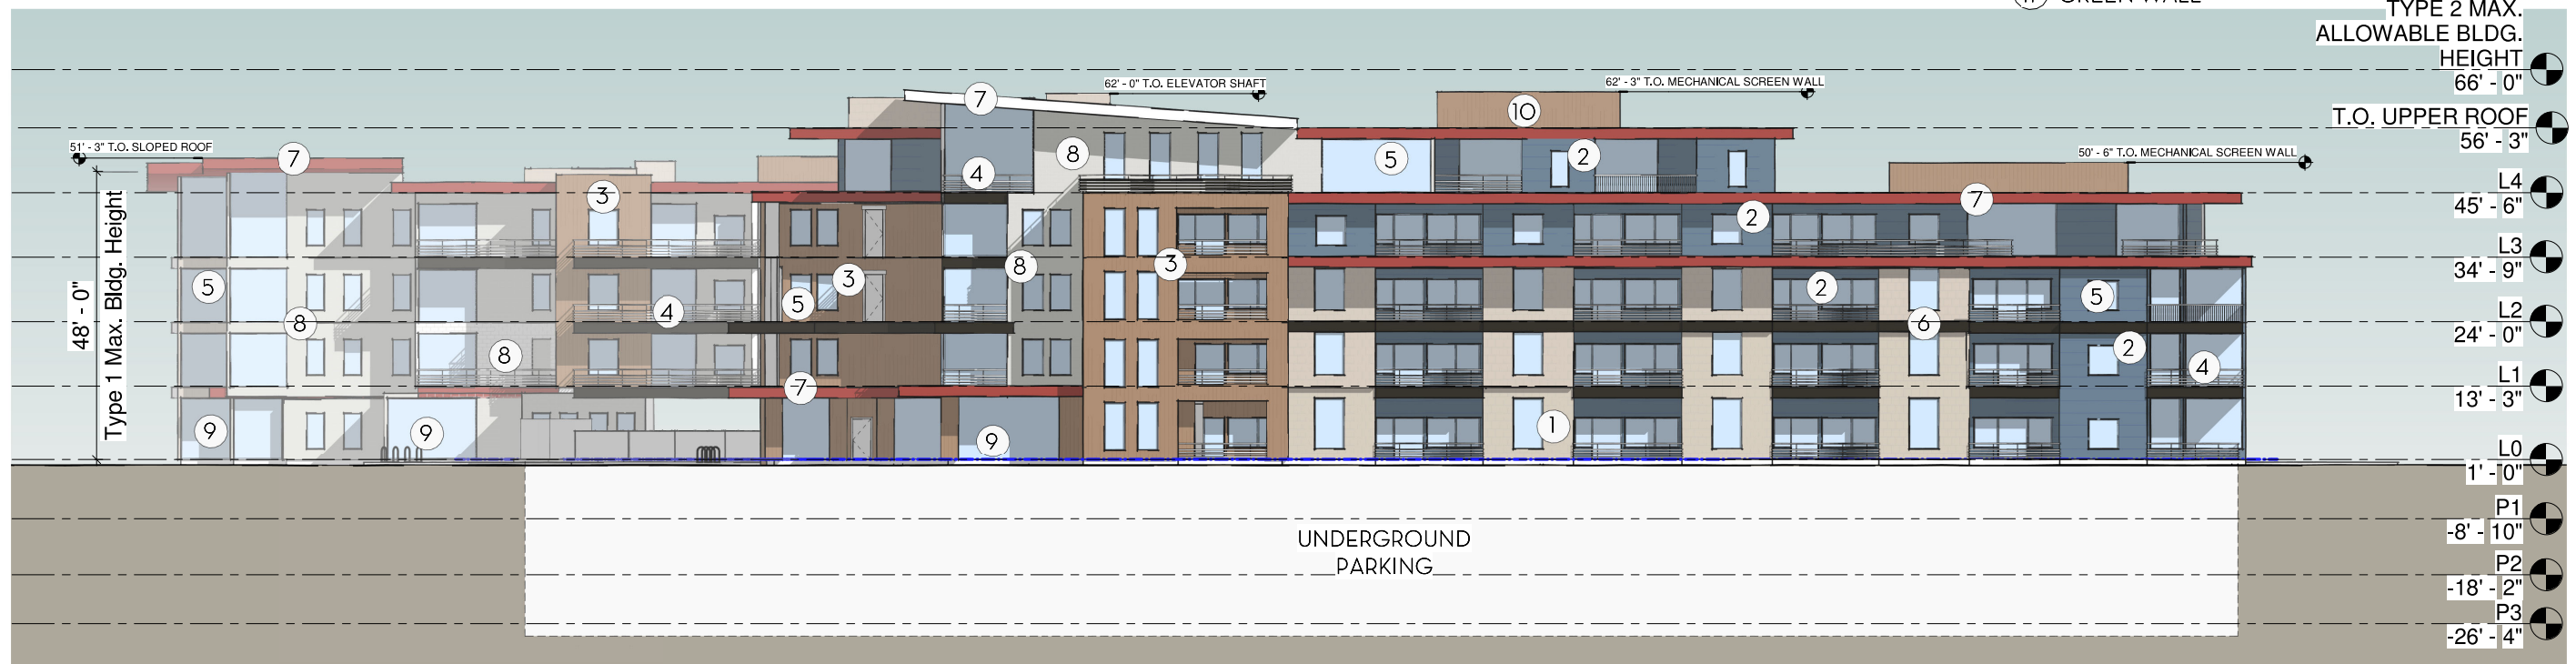 GREEN WALL
TYPE 2 MAX.
ALLOWABLE BLDG.
HEIGHT
66' - 0"
62' - 0" T.O. ELEVATOR SHAFT
62' - 3" T.O. MECHANICAL SCREEN WALL
7
10
T.O. UPPER ROOF
56' - 3"
51' - 3" T.O. SLOPED ROOF
7
8
5
2
50' - 6" T.O. MECHANICAL SCREEN WALL
4
3
7
2
L4
45' - 6"
Type 1 Max. Bldg. Height
48' - 0"
8
3
L3
34' - 9"
5
3
2
5
5
4
8
6
L2
24' - 0"
8
2
4
7
L1
13' - 3"
9
9
9
1
L0
1' - 0"
P1
-8' - 10"
UNDERGROUND
PARKING
P2
-18' - 2"
P3
-26' - 4"